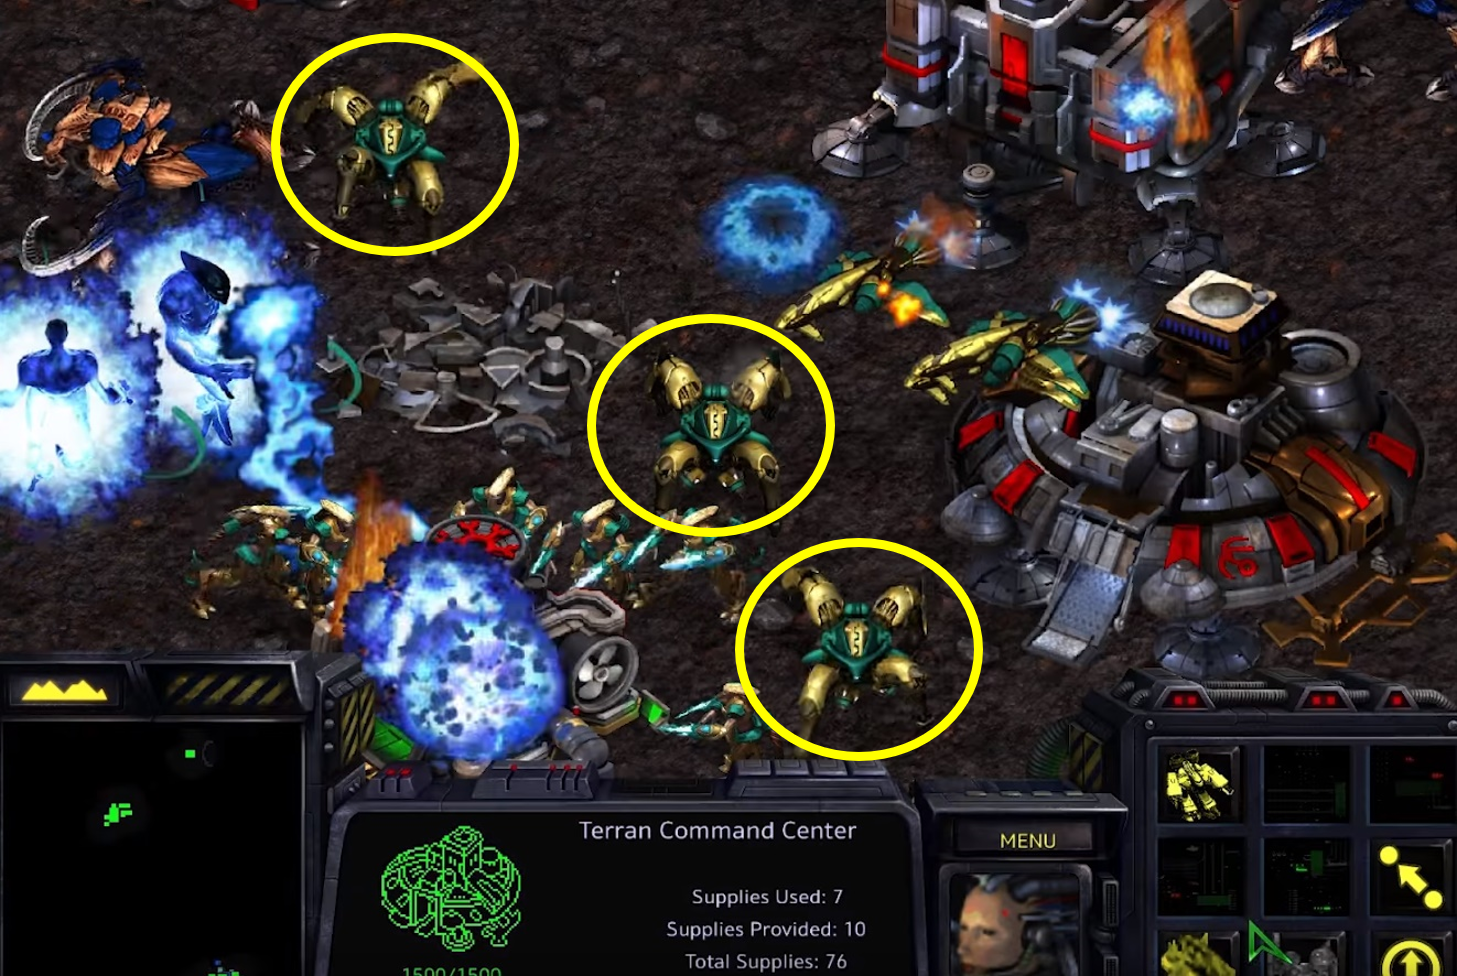 Terran Command Center
Supplies Used: 7
Supplies Provided: 10
Total Supplies: 76
1500/1500
MENU